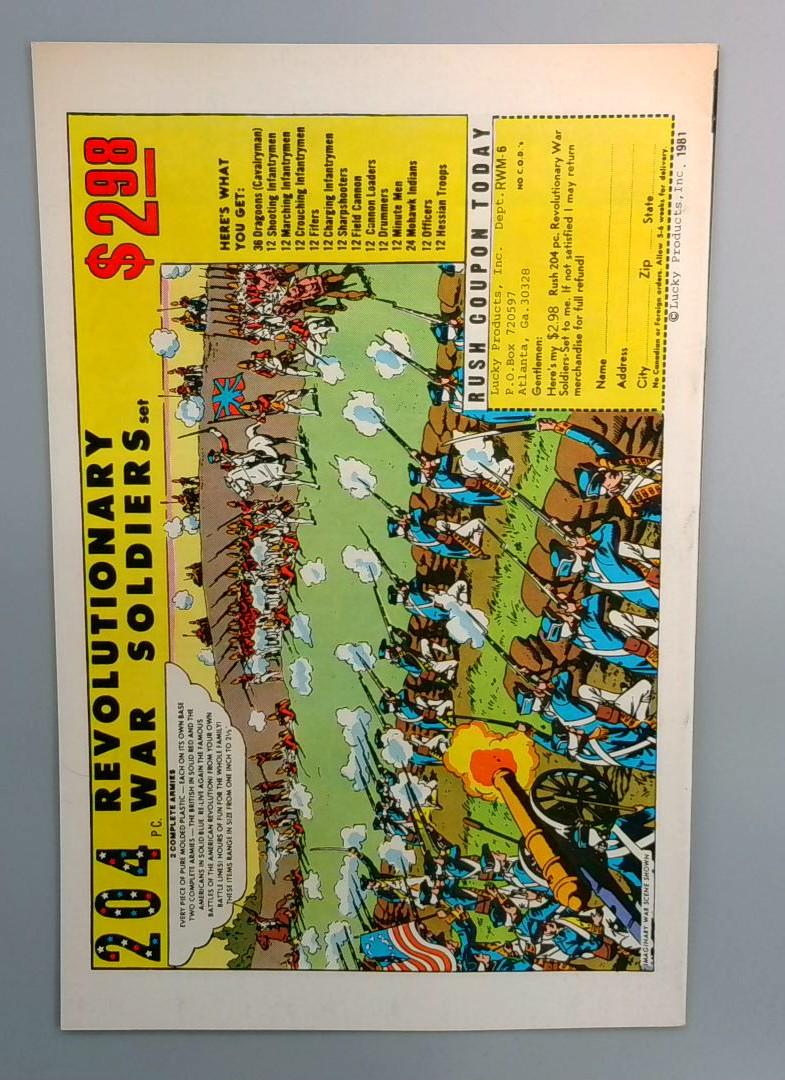 204 PC. REVOLUTIONARY
WAR SOLDIERS set
$2.98
2 COMPLETE ARMIES
EVERY PIECE OF PURE MOLDED PLASTIC — EACH ON ITS OWN BASE
TWO COMPLETE ARMIES — THE BRITISH IN SOLID RED AND THE
AMERICANS IN SOLID BLUE. RE-LIVE AGAIN THE FAMOUS
BATTLES OF THE AMERICAN REVOLUTION! FROM YOUR OWN
BATTLE LINES! HOURS OF FUN FOR THE WHOLE FAMILY!
THESE ITEMS RANGE IN SIZE FROM ONE INCH TO 2½"
HERE'S WHAT
YOU GET:
36 Dragoons (Cavalryman)
12 Shooting Infantrymen
12 Marching Infantrymen
12 Crouching Infantrymen
12 Fifers
12 Charging Infantrymen
12 Sharpshooters
12 Field Cannon
12 Cannon Loaders
12 Drummers
12 Minute Men
24 Mohawk Indians
12 Officers
12 Hessian Troops
IMAGINARY WAR SCENE SHOWN
RUSH COUPON TODAY
Lucky Products, Inc. Dept. RWM-6
P.O.Box 720597
Atlanta, Ga.30328 NO C.O.D.'s
Gentlemen:
Here's my $2.98 Rush 204 pc. Revolutionary War
Soldiers Set to me. If not satisfied I may return
merchandise for full refund!
Name
Address
City Zip State
No Canadian or Foreign orders. Allow 5-6 weeks for delivery.
© Lucky Products, Inc. 1981